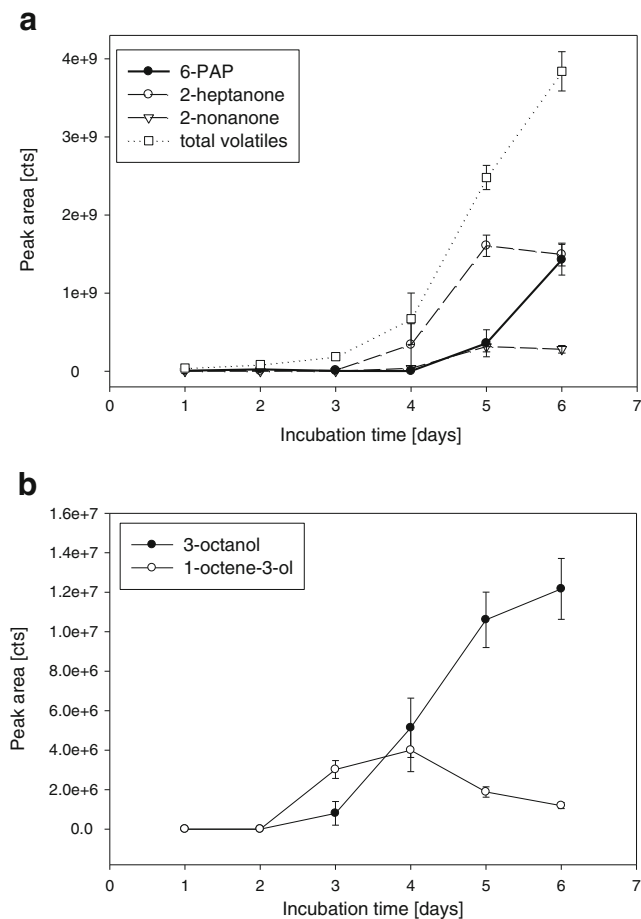 a
6-PAP
2-heptanone
2-nonanone
total volatiles
4e+9
3e+9
2e+9
1e+9
0
Peak area [cts]
0 1 2 3 4 5 6 7
Incubation time [days]
b
3-octanol
1-octene-3-ol
1.6e+7
1.4e+7
1.2e+7
1.0e+7
8.0e+6
6.0e+6
4.0e+6
2.0e+6
0.0
Peak area [cts]
0 1 2 3 4 5 6 7
Incubation time [days]